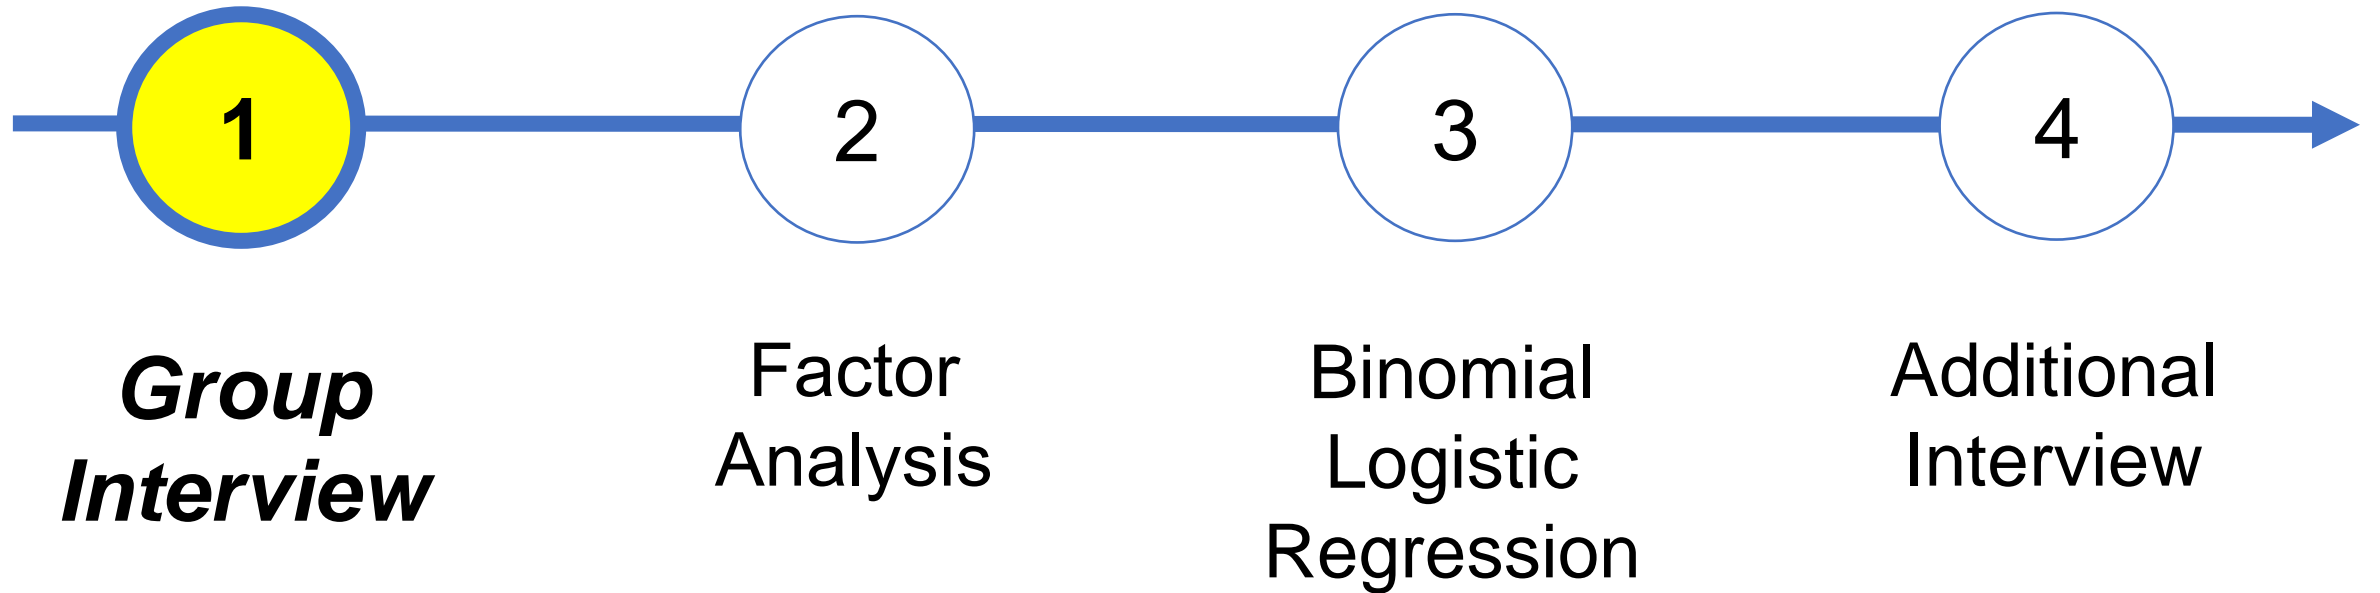 1
2
3
4
Group
Interview
Factor
Analysis
Binomial
Logistic
Regression
Additional
Interview